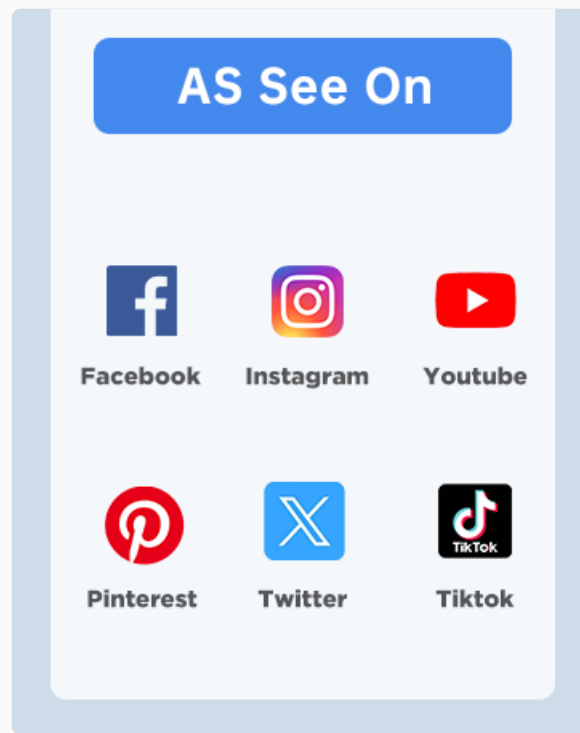 AS See On
Facebook Instagram Youtube
TikTok
Pinterest Twitter Tiktok